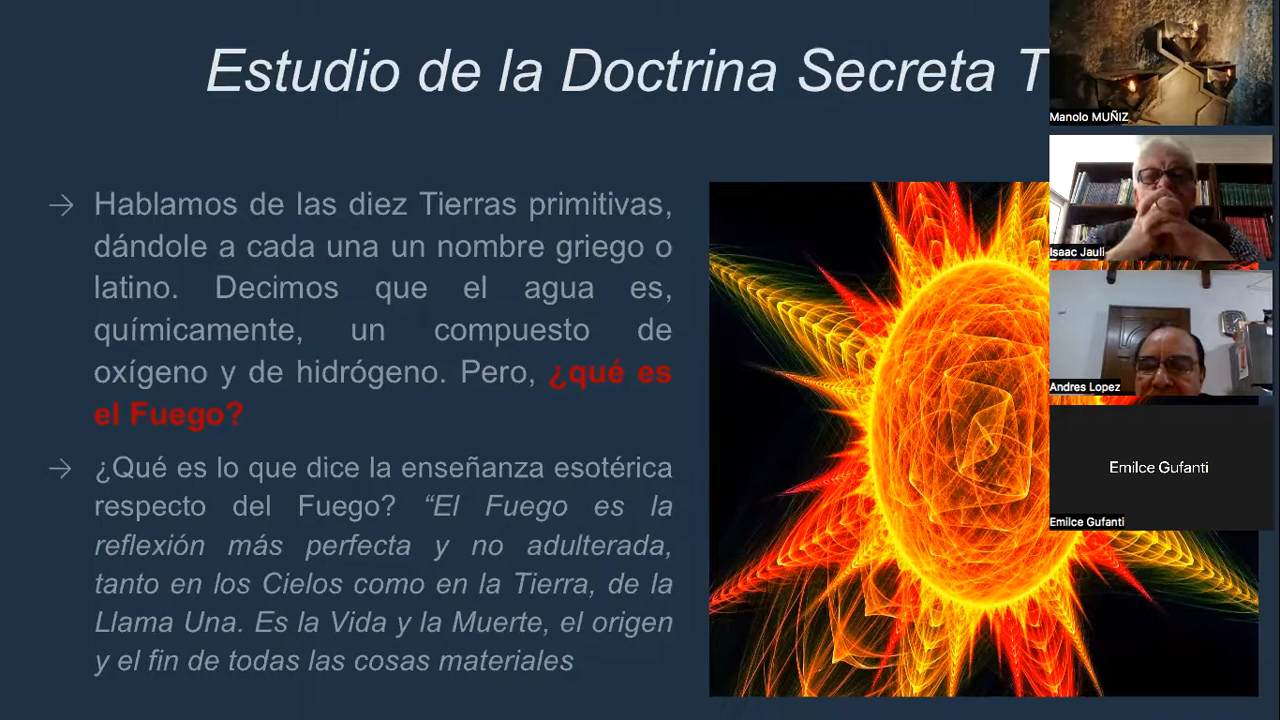 Estudio de la Doctrina Secreta T
Hablamos de las diez Tierras primitivas,
dándole a cada una un nombre griego o
latino. Decimos que el agua es,
químicamente, un compuesto de
oxígeno y de hidrógeno. Pero, ¿qué es
el Fuego?
¿Qué es lo que dice la enseñanza esotérica
respecto del Fuego? “El Fuego es la
reflexión más perfecta y no adulterada,
tanto en los Cielos como en la Tierra, de la
Llama Una. Es la Vida y la Muerte, el origen
y el fin de todas las cosas materiales
Manolo MUÑIZ
Isaac Jauli
Andres Lopez
Emilce Gufanti
Emilce Gufanti